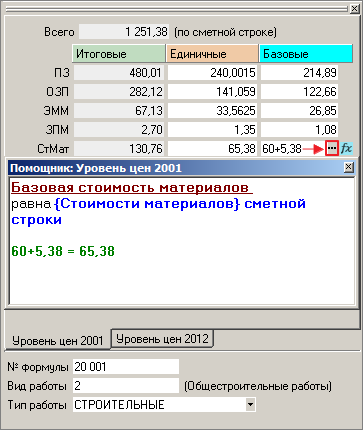 Всего 1 251,38 (по сметной строке)
Итоговые Единичные Базовые
ПЗ 480,01 240,0015 214,89
ОЗП 282,12 141,059 122,66
ЭММ 67,13 33,5625 26,85
ЗПМ 2,70 1,35 1,08
СтМат 130,76 65,38 60+5,38 ... fx
Помощник: Уровень цен 2001
Базовая стоимость материалов
равна {Стоимости материалов} сметной
строки
60+5,38 = 65,38
Уровень цен 2001 Уровень цен 2012
№ формулы 20 001
Вид работы 2 (Общестроительные работы)
Тип работы СТРОИТЕЛЬНЫЕ